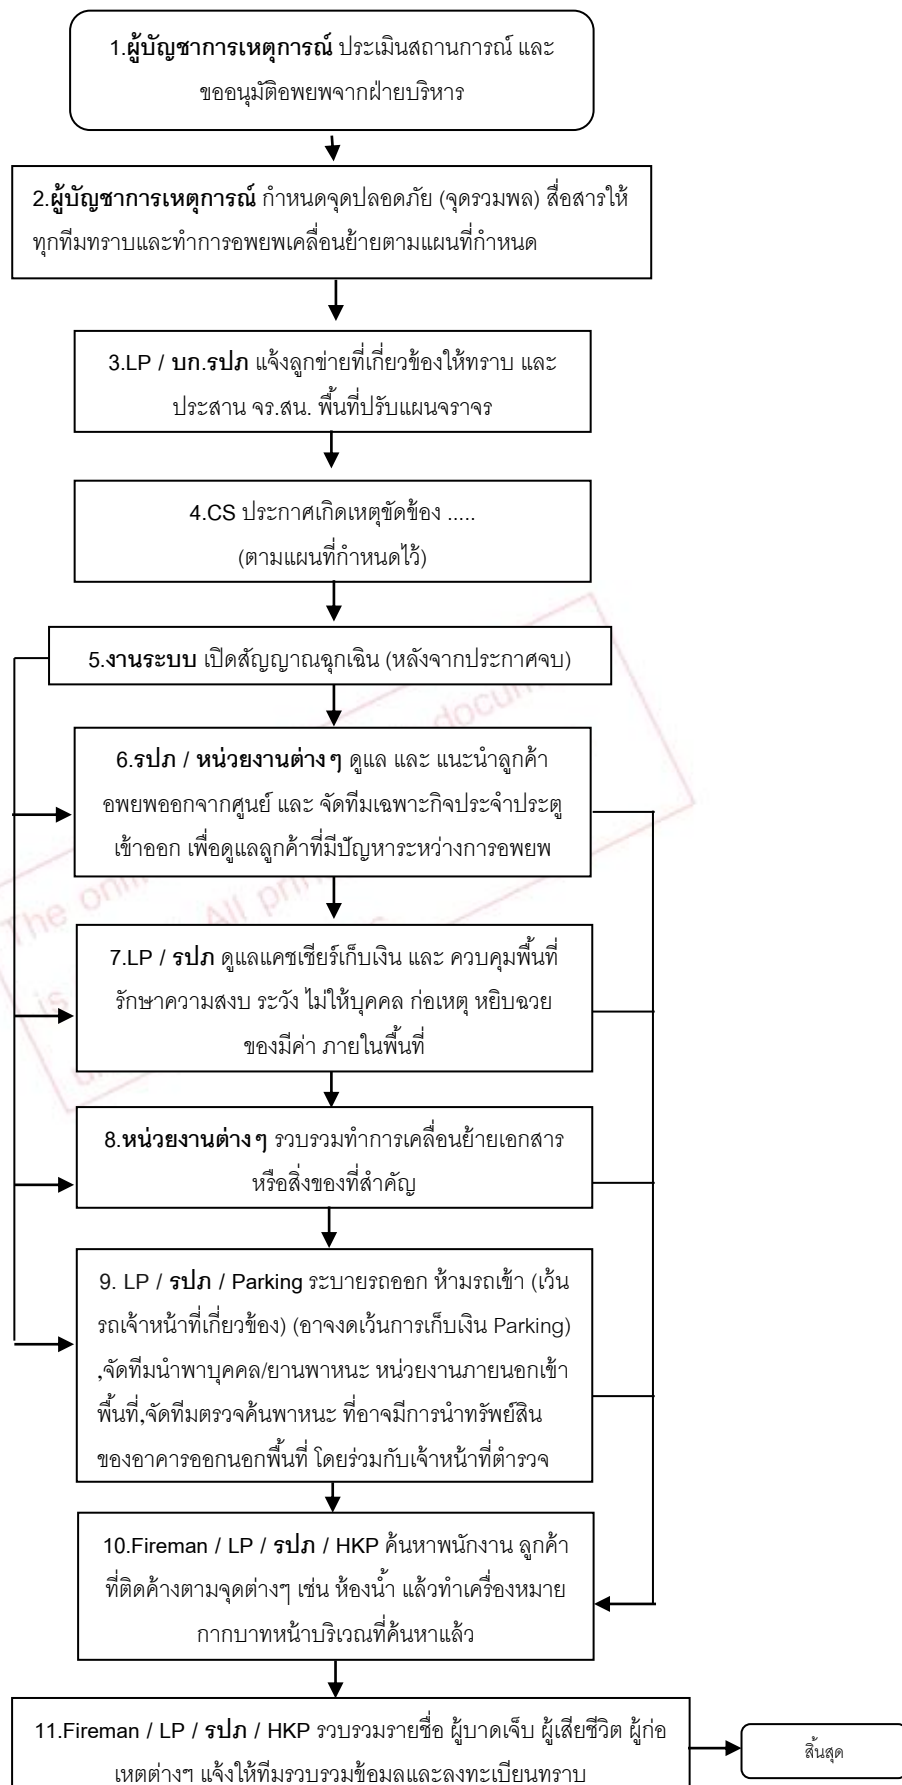 1.ผู้บัญชาการเหตุการณ์ ประเมินสถานการณ์ และ
ขออนุมัติอพยพจากฝ่ายบริหาร
2.ผู้บัญชาการเหตุการณ์ กำหนดจุดปลอดภัย (จุดรวมพล) สื่อสารให้
ทุกทีมทราบและทำการอพยพเคลื่อนย้ายตามแผนที่กำหนด
3.LP / บก.รปภ แจ้งลูกข่ายที่เกี่ยวข้องให้ทราบ และ
ประสาน จร.สน. พื้นที่ปรับแผนจราจร
4.CS ประกาศเกิดเหตุขัดข้อง .....
(ตามแผนที่กำหนดไว้)
5.งานระบบ เปิดสัญญาณฉุกเฉิน (หลังจากประกาศจบ)
6.รปภ / หน่วยงานต่างๆ ดูแล และ แนะนำลูกค้า
อพยพออกจากศูนย์ และ จัดทีมเฉพาะกิจประจำประตู
เข้าออก เพื่อดูแลลูกค้าที่มีปัญหาระหว่างการอพยพ
7.LP / รปภ ดูแลแคชเชียร์เก็บเงิน และ ควบคุมพื้นที่
รักษาความสงบ ระวัง ไม่ให้บุคคล ก่อเหตุ หยิบฉวย
ของมีค่า ภายในพื้นที่
8.หน่วยงานต่างๆ รวบรวมทำการเคลื่อนย้ายเอกสาร
หรือสิ่งของที่สำคัญ
9. LP / รปภ / Parking ระบายรถออก ห้ามรถเข้า (เว้น
รถเจ้าหน้าที่เกี่ยวข้อง) (อาจงดเว้นการเก็บเงิน Parking)
,จัดทีมนำพาบุคคล/ยานพาหนะ หน่วยงานภายนอกเข้า
พื้นที่,จัดทีมตรวจค้นพาหนะ ที่อาจมีการนำทรัพย์สิน
ของอาคารออกนอกพื้นที่ โดยร่วมกับเจ้าหน้าที่ตำรวจ
10.Fireman / LP / รปภ / HKP ค้นหาพนักงาน ลูกค้า
ที่ติดค้างตามจุดต่างๆ เช่น ห้องน้ำ แล้วทำเครื่องหมาย
กากบาทหน้าบริเวณที่ค้นหาแล้ว
11.Fireman / LP / รปภ / HKP รวบรวมรายชื่อ ผู้บาดเจ็บ ผู้เสียชีวิต ผู้ก่อ
เหตุต่างๆ แจ้งให้ทีมรวบรวมข้อมูลและลงทะเบียนทราบ
สิ้นสุด
The
All
is